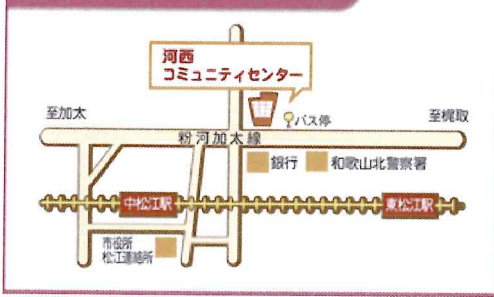 河西
コミュニティセンター
至加太
バス停
至梶取
粉河加太線
銀行
和歌山北警察署
中松江駅
東松江駅
市役所
松江連絡所